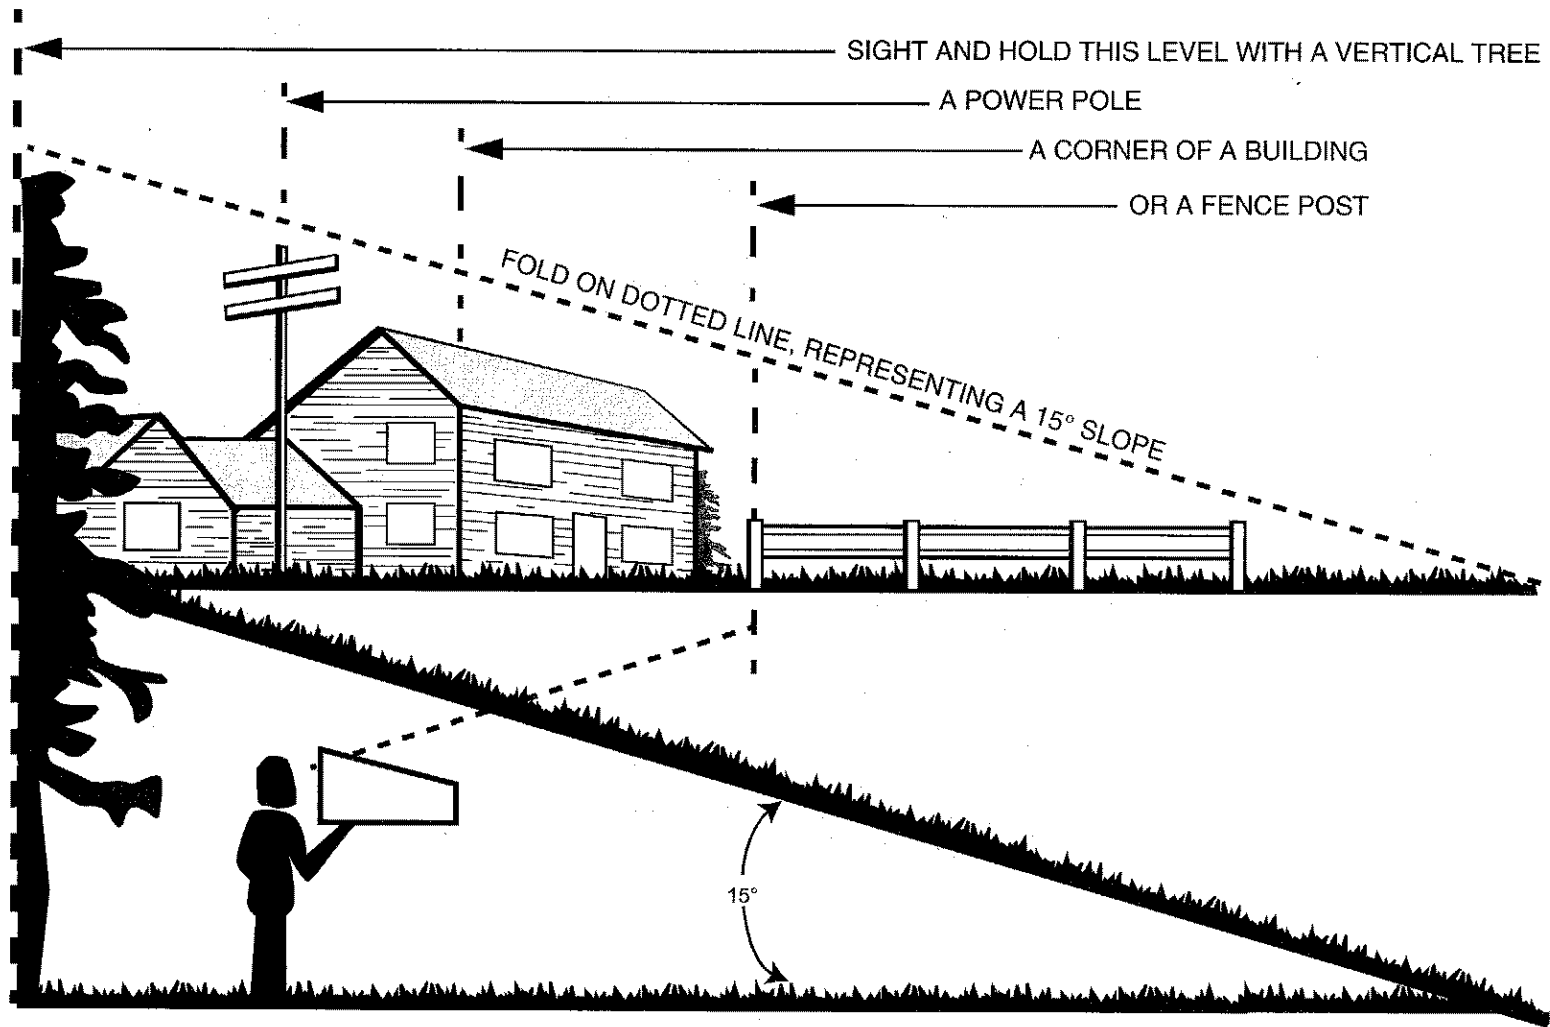 SIGHT AND HOLD THIS LEVEL WITH A VERTICAL TREE
A POWER POLE
A CORNER OF A BUILDING
OR A FENCE POST
FOLD ON DOTTED LINE, REPRESENTING A 15° SLOPE
15°